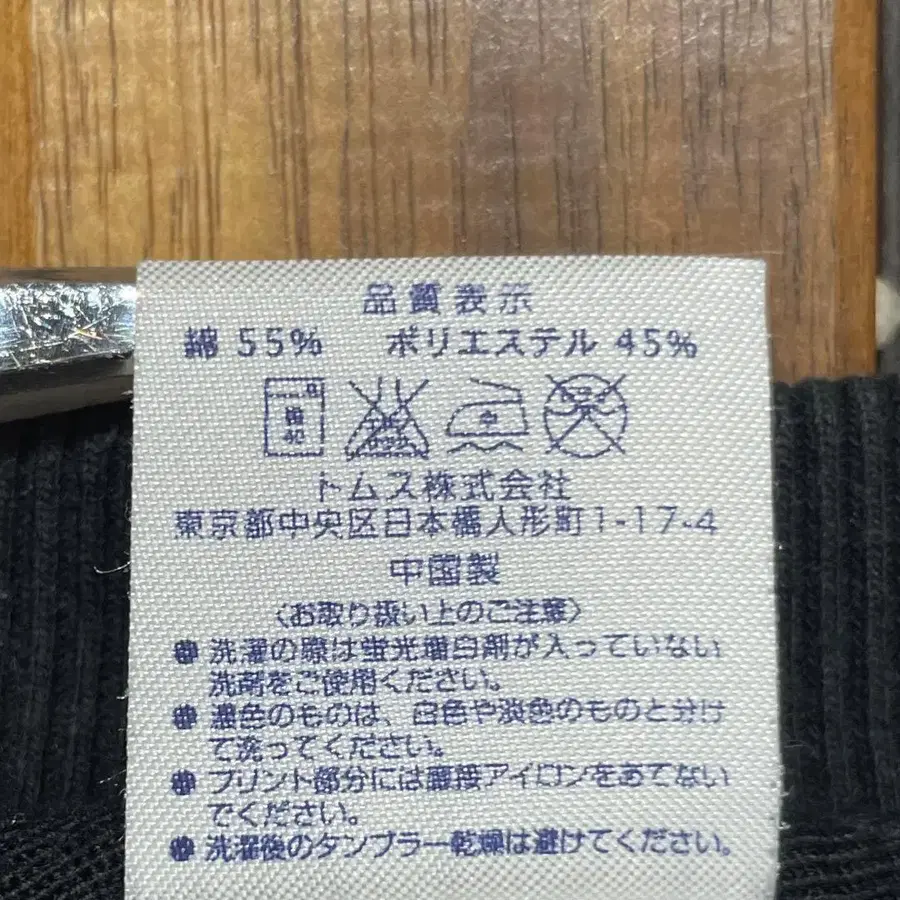 品質表示
綿 55% ポリエステル 45%
40
トムス株式会社
東京都中央区日本橋人形町1-17-4
中国製
〈お取り扱い上のご注意〉
● 洗濯の際は蛍光増白剤が入っていない
洗剤をご使用ください。
● 濃色のものは、白色や淡色のものと分け
て洗ってください。
● プリント部分には直接アイロンをあてない
でください。
● 洗濯後のタンブラー乾燥は避けてください。